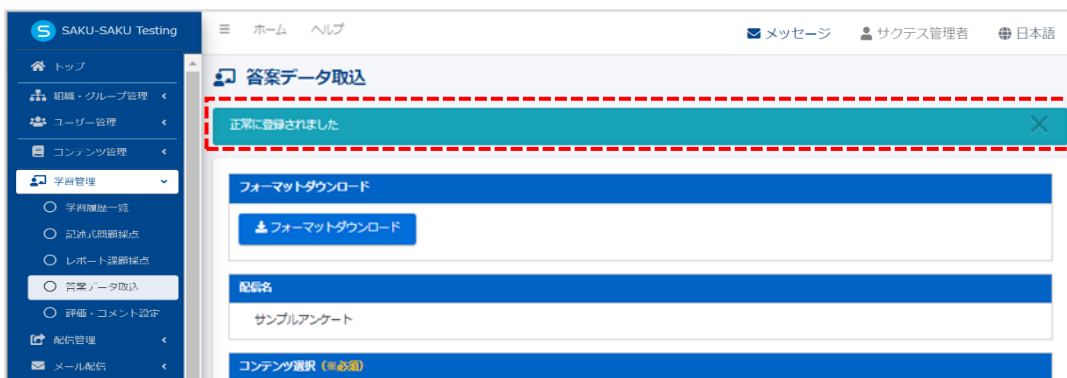 SAKU-SAKU Testing
ホーム ヘルプ
メッセージ サクテス管理者 日本語
トップ
組織・グループ管理
ユーザー管理
コンテンツ管理
学習管理
学習履歴一覧
記述式問題採点
レポート課題採点
答案データ取込
評価・コメント設定
配信管理
メール配信
答案データ取込
正常に登録されました
フォーマットダウンロード
フォーマットダウンロード
配信名
サンプルアンケート
コンテンツ選択（※必須）